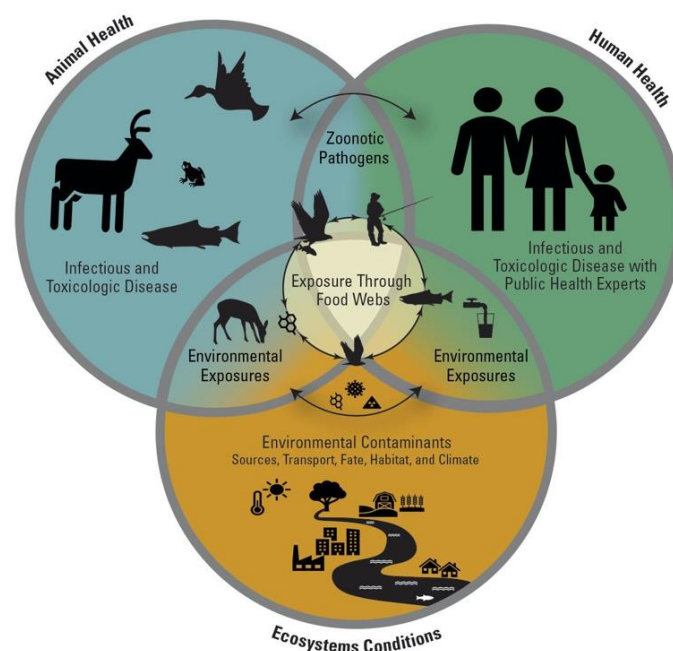 Animal Health
Human Health
Zoonotic
Pathogens
Infectious and
Toxicologic Disease
Infectious and
Toxicologic Disease with
Public Health Experts
Exposure Through
Food Webs
Environmental
Exposures
Environmental
Exposures
Environmental Contaminants
Sources, Transport, Fate, Habitat, and Climate
Ecosystems Conditions